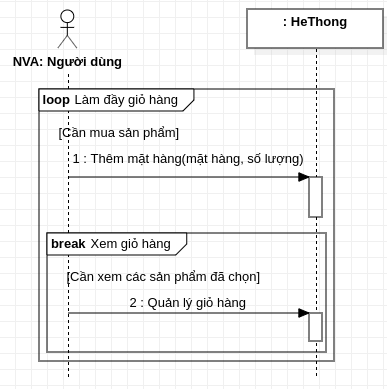 : HeThong
NVA: Người dùng
loop Làm đầy giỏ hàng
[Cần mua sản phẩm]
1 : Thêm mặt hàng(mặt hàng, số lượng)
break Xem giỏ hàng
[Cần xem các sản phẩm đã chọn]
2 : Quản lý giỏ hàng